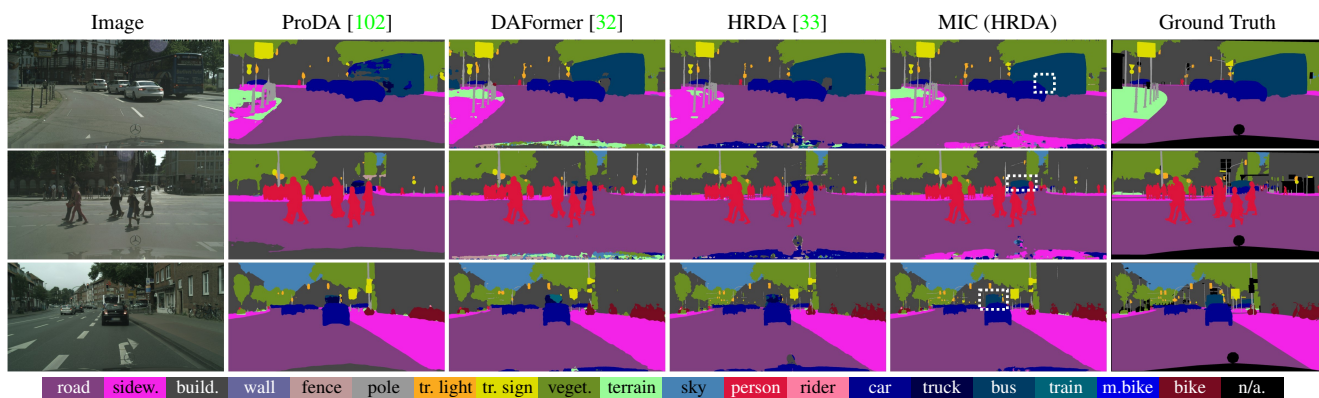 Image ProDA [102] DAFormer [32] HRDA [33] MIC (HRDA) Ground Truth
road sidew. build. wall fence pole tr. light tr. sign veget. terrain sky person rider car truck bus train m.bike bike n/a.